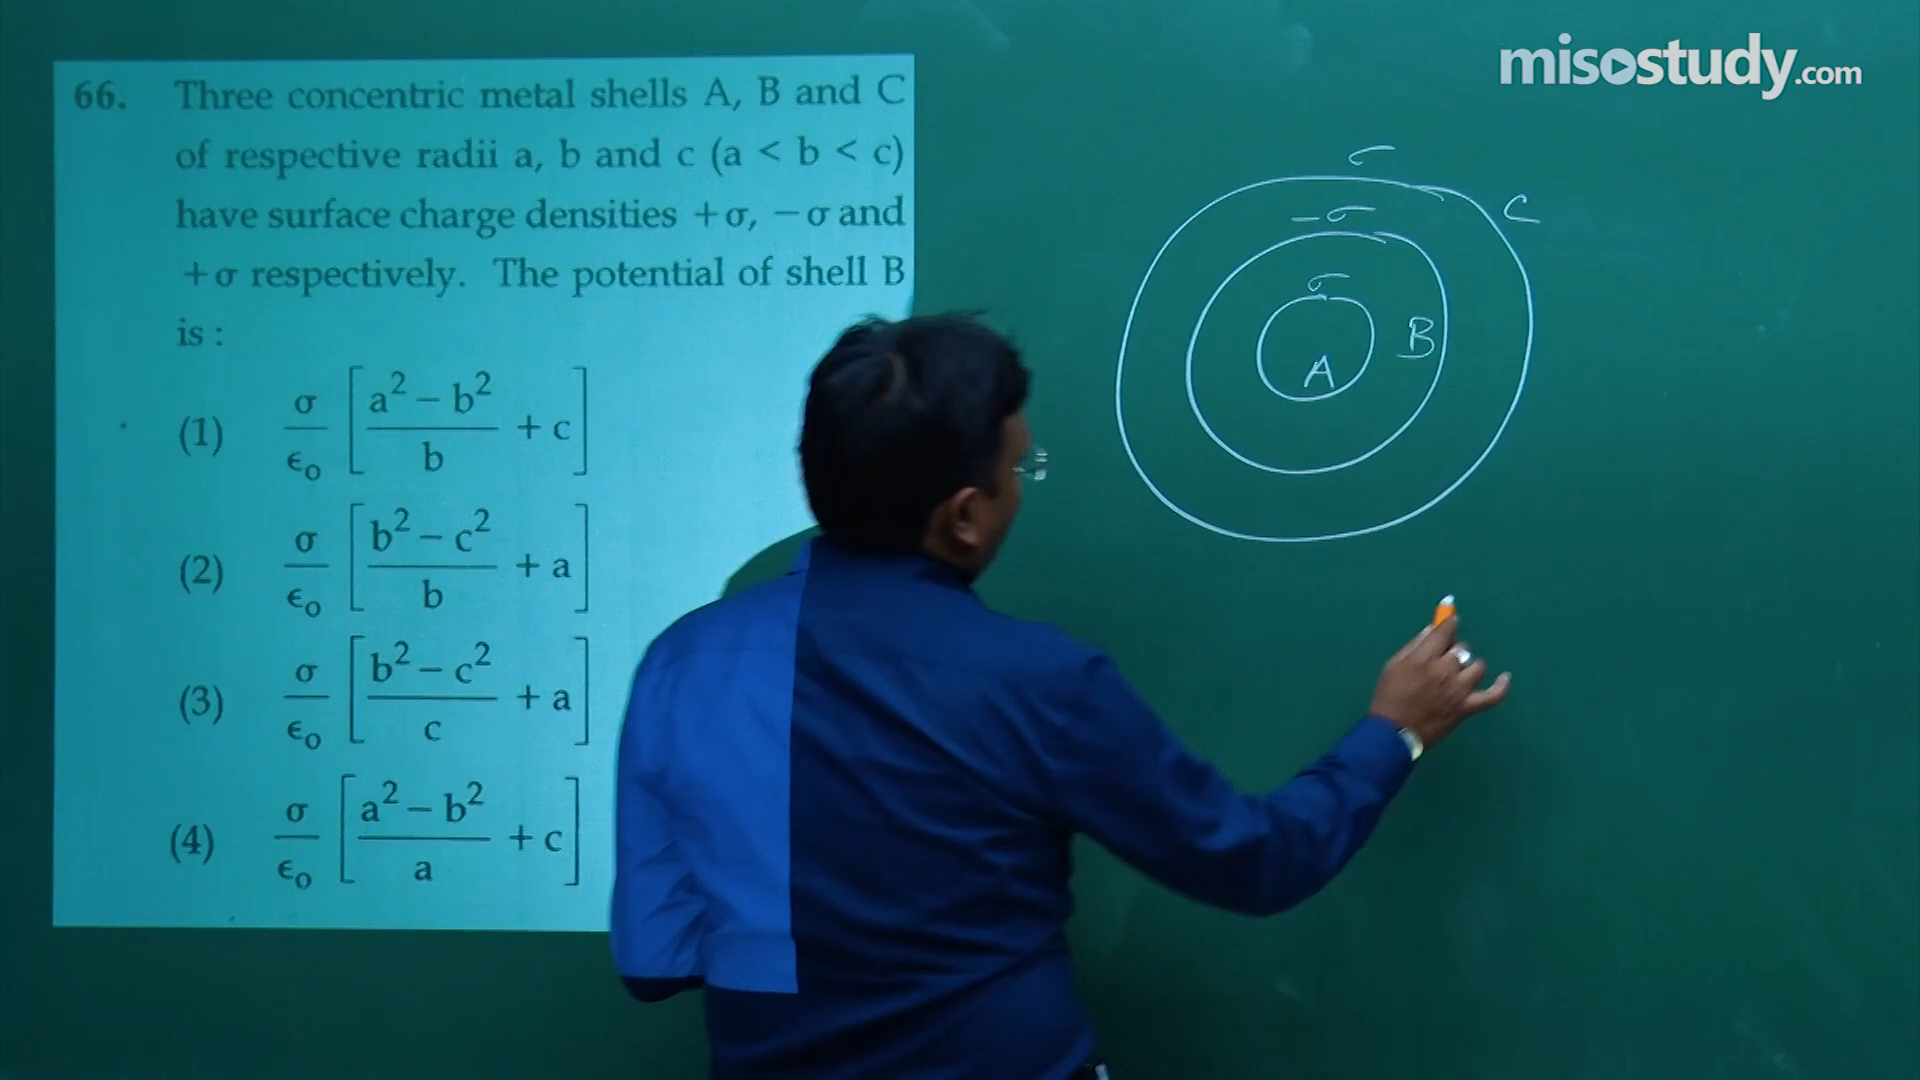 misostudy.com
66. Three concentric metal shells A, B and C
of respective radii a, b and c (a < b < c)
have surface charge densities +σ, −σ and
+σ respectively. The potential of shell B
is :
(1) σ/ϵ₀ [(a² − b²)/b + c]
(2) σ/ϵ₀ [(b² − c²)/b + a]
(3) σ/ϵ₀ [(b² − c²)/c + a]
(4) σ/ϵ₀ [(a² − b²)/a + c]
σ
C
−σ
σ
B
A